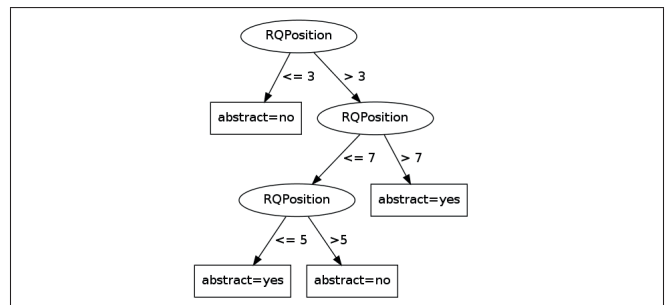 RQPosition
<= 3
> 3
abstract=no
RQPosition
<= 7
> 7
RQPosition
abstract=yes
<= 5
>5
abstract=yes
abstract=no